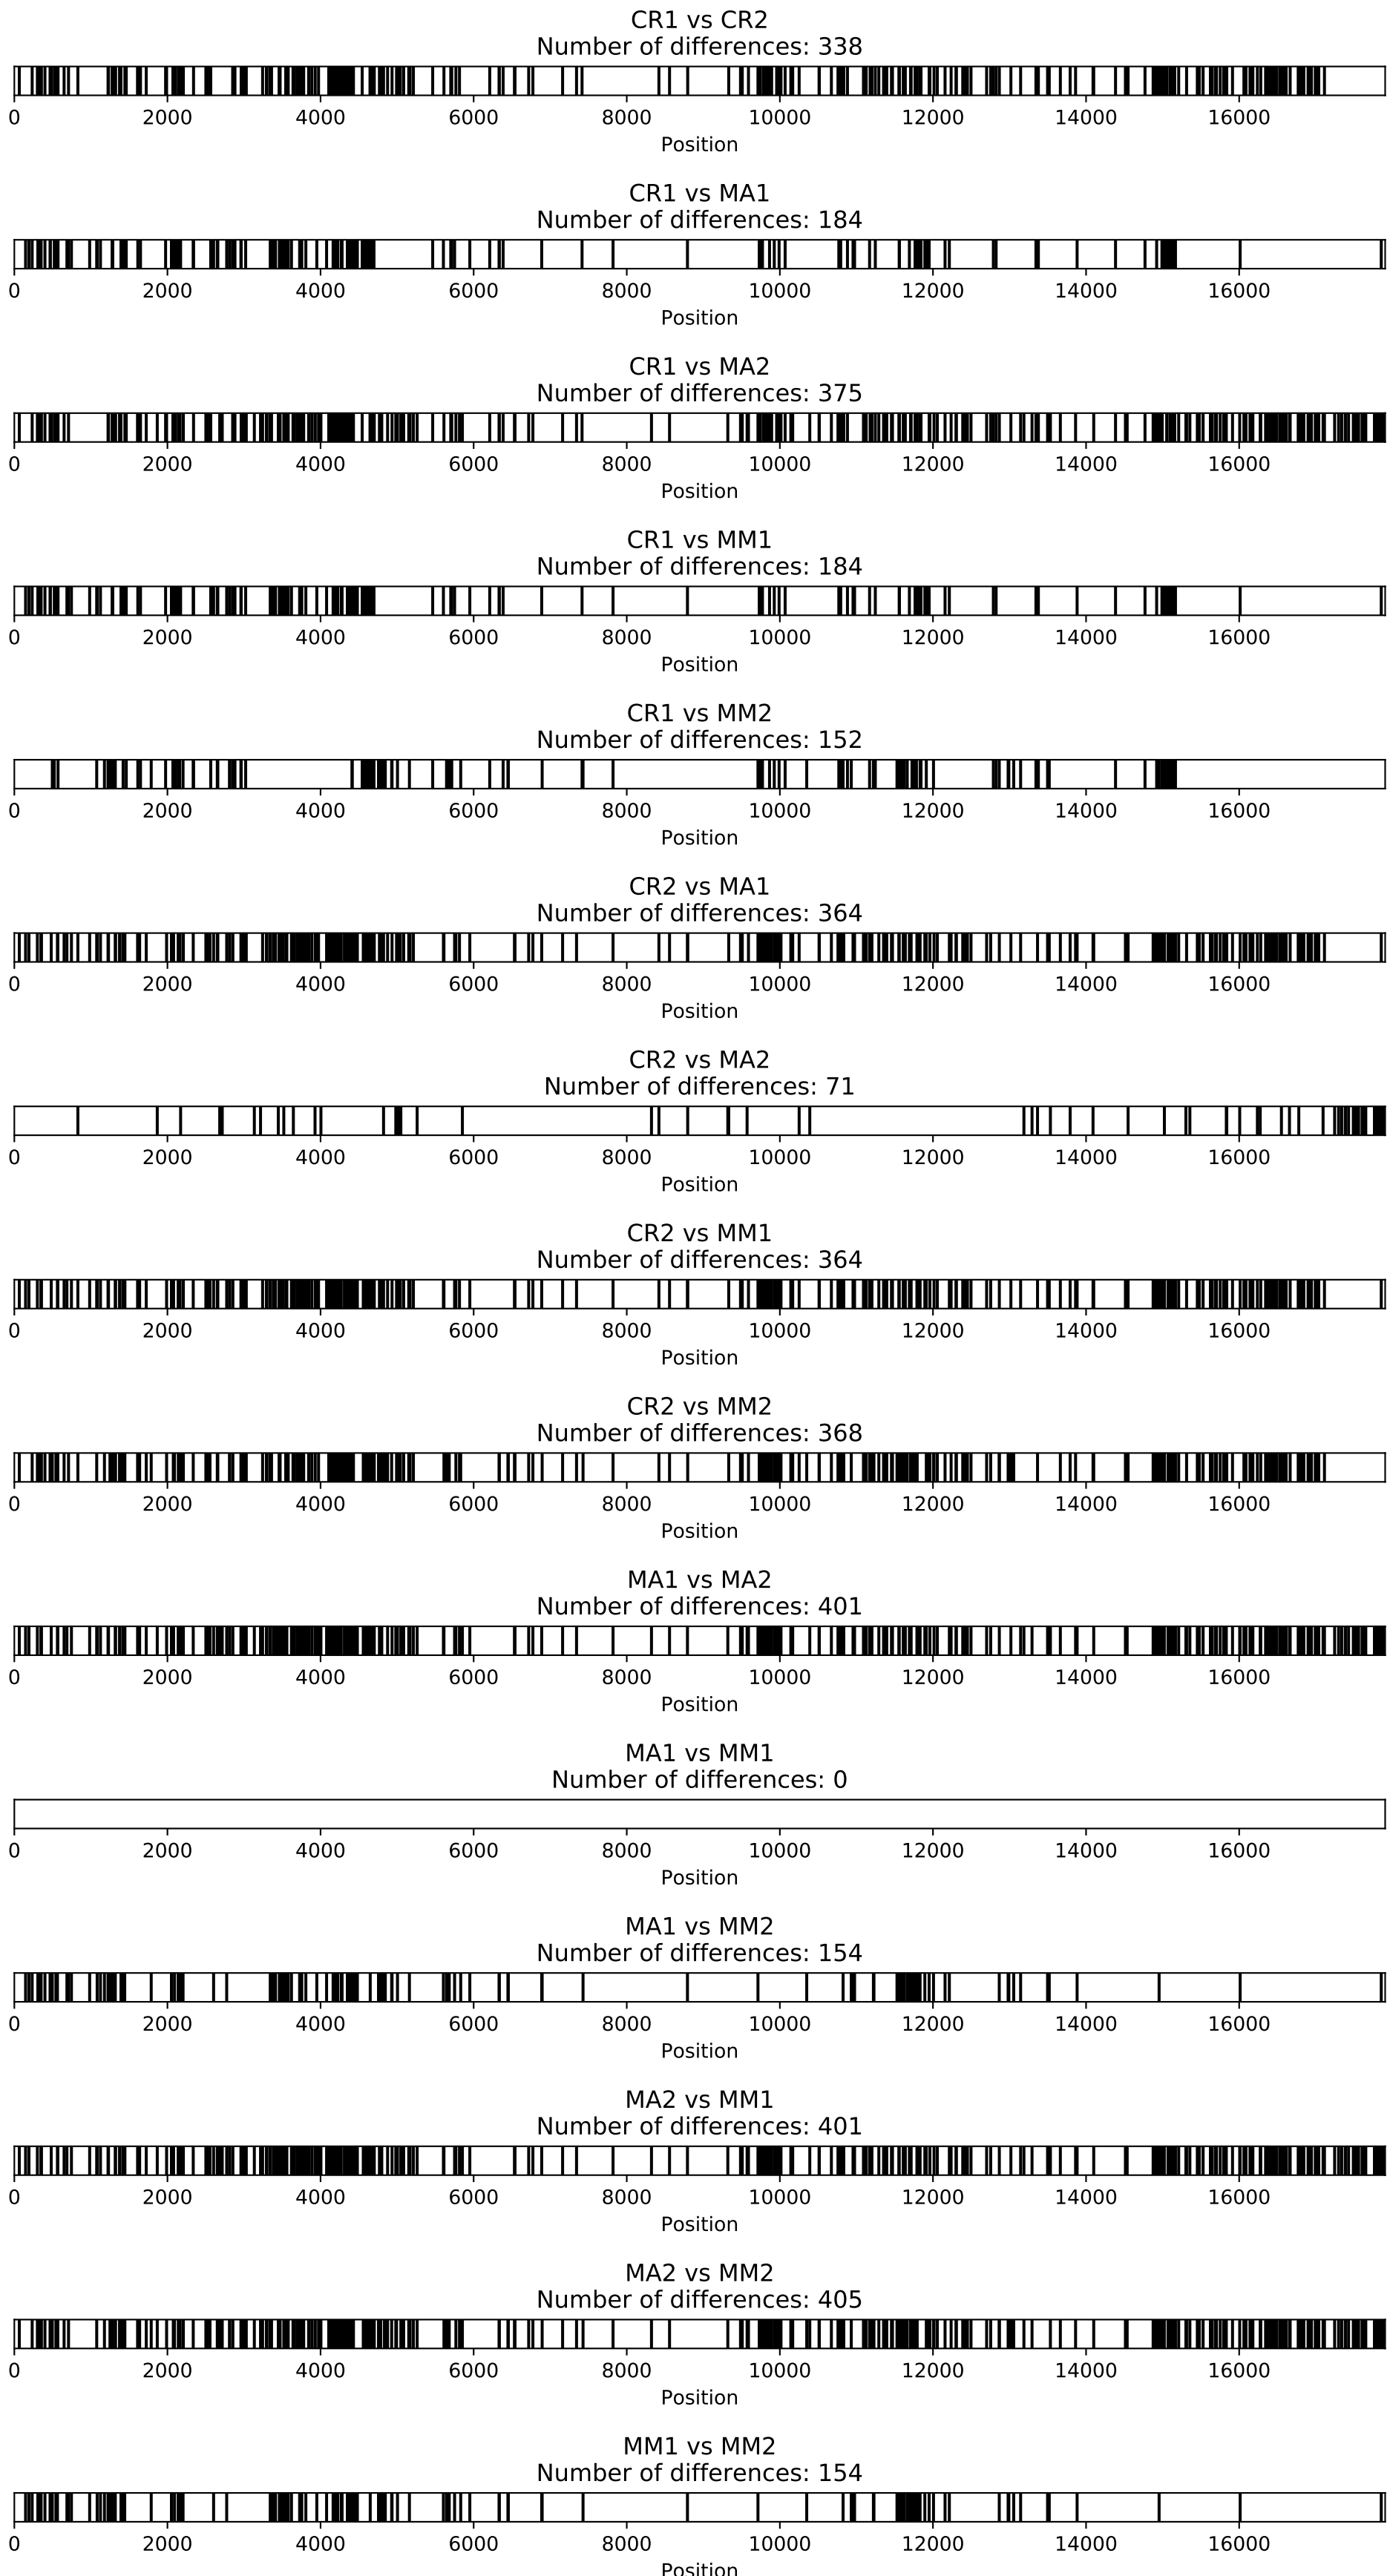 CR1 vs CR2
Number of differences: 338
0 2000 4000 6000 8000 10000 12000 14000 16000
Position
CR1 vs MA1
Number of differences: 184
0 2000 4000 6000 8000 10000 12000 14000 16000
Position
CR1 vs MA2
Number of differences: 375
0 2000 4000 6000 8000 10000 12000 14000 16000
Position
CR1 vs MM1
Number of differences: 184
0 2000 4000 6000 8000 10000 12000 14000 16000
Position
CR1 vs MM2
Number of differences: 152
0 2000 4000 6000 8000 10000 12000 14000 16000
Position
CR2 vs MA1
Number of differences: 364
0 2000 4000 6000 8000 10000 12000 14000 16000
Position
CR2 vs MA2
Number of differences: 71
0 2000 4000 6000 8000 10000 12000 14000 16000
Position
CR2 vs MM1
Number of differences: 364
0 2000 4000 6000 8000 10000 12000 14000 16000
Position
CR2 vs MM2
Number of differences: 368
0 2000 4000 6000 8000 10000 12000 14000 16000
Position
MA1 vs MA2
Number of differences: 401
0 2000 4000 6000 8000 10000 12000 14000 16000
Position
MA1 vs MM1
Number of differences: 0
0 2000 4000 6000 8000 10000 12000 14000 16000
Position
MA1 vs MM2
Number of differences: 154
0 2000 4000 6000 8000 10000 12000 14000 16000
Position
MA2 vs MM1
Number of differences: 401
0 2000 4000 6000 8000 10000 12000 14000 16000
Position
MA2 vs MM2
Number of differences: 405
0 2000 4000 6000 8000 10000 12000 14000 16000
Position
MM1 vs MM2
Number of differences: 154
0 2000 4000 6000 8000 10000 12000 14000 16000
Position